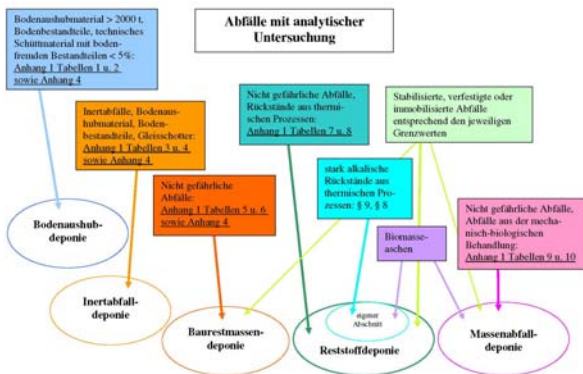 Abfälle mit analytischer
Untersuchung
Bodenaushubmaterial > 2000 t,
Bodenbestandteile, technisches
Schüttmaterial mit boden-
fremden Bestandteilen < 5%:
Anhang 1 Tabellen 1 u. 2
sowie Anhang 4
Inertabfälle, Bodenaus-
hubmaterial, Boden-
bestandteile, Gleisschotter:
Anhang 1 Tabellen 3 u. 4
sowie Anhang 4
Nicht gefährliche
Abfälle:
Anhang 1 Tabellen 5 u. 6
sowie Anhang 4
Nicht gefährliche Abfälle,
Rückstände aus thermi-
schen Prozessen:
Anhang 1 Tabellen 7 u. 8
stark alkalische
Rückstände aus
thermischen Pro-
zessen: § 9, § 8
Stabilisierte, verfestigte oder
immobilisierte Abfälle
entsprechend den jeweiligen
Grenzwerten
Biomasse-
aschen
Nicht gefährliche Abfälle,
Abfälle aus der mecha-
nisch-biologischen
Behandlung:
Anhang 1 Tabellen 9 u. 10
Bodenaushub-
deponie
Inertabfall-
deponie
Baurestmassen-
deponie
eigener
Abschnitt
Reststoffdeponie
Massenabfall-
deponie